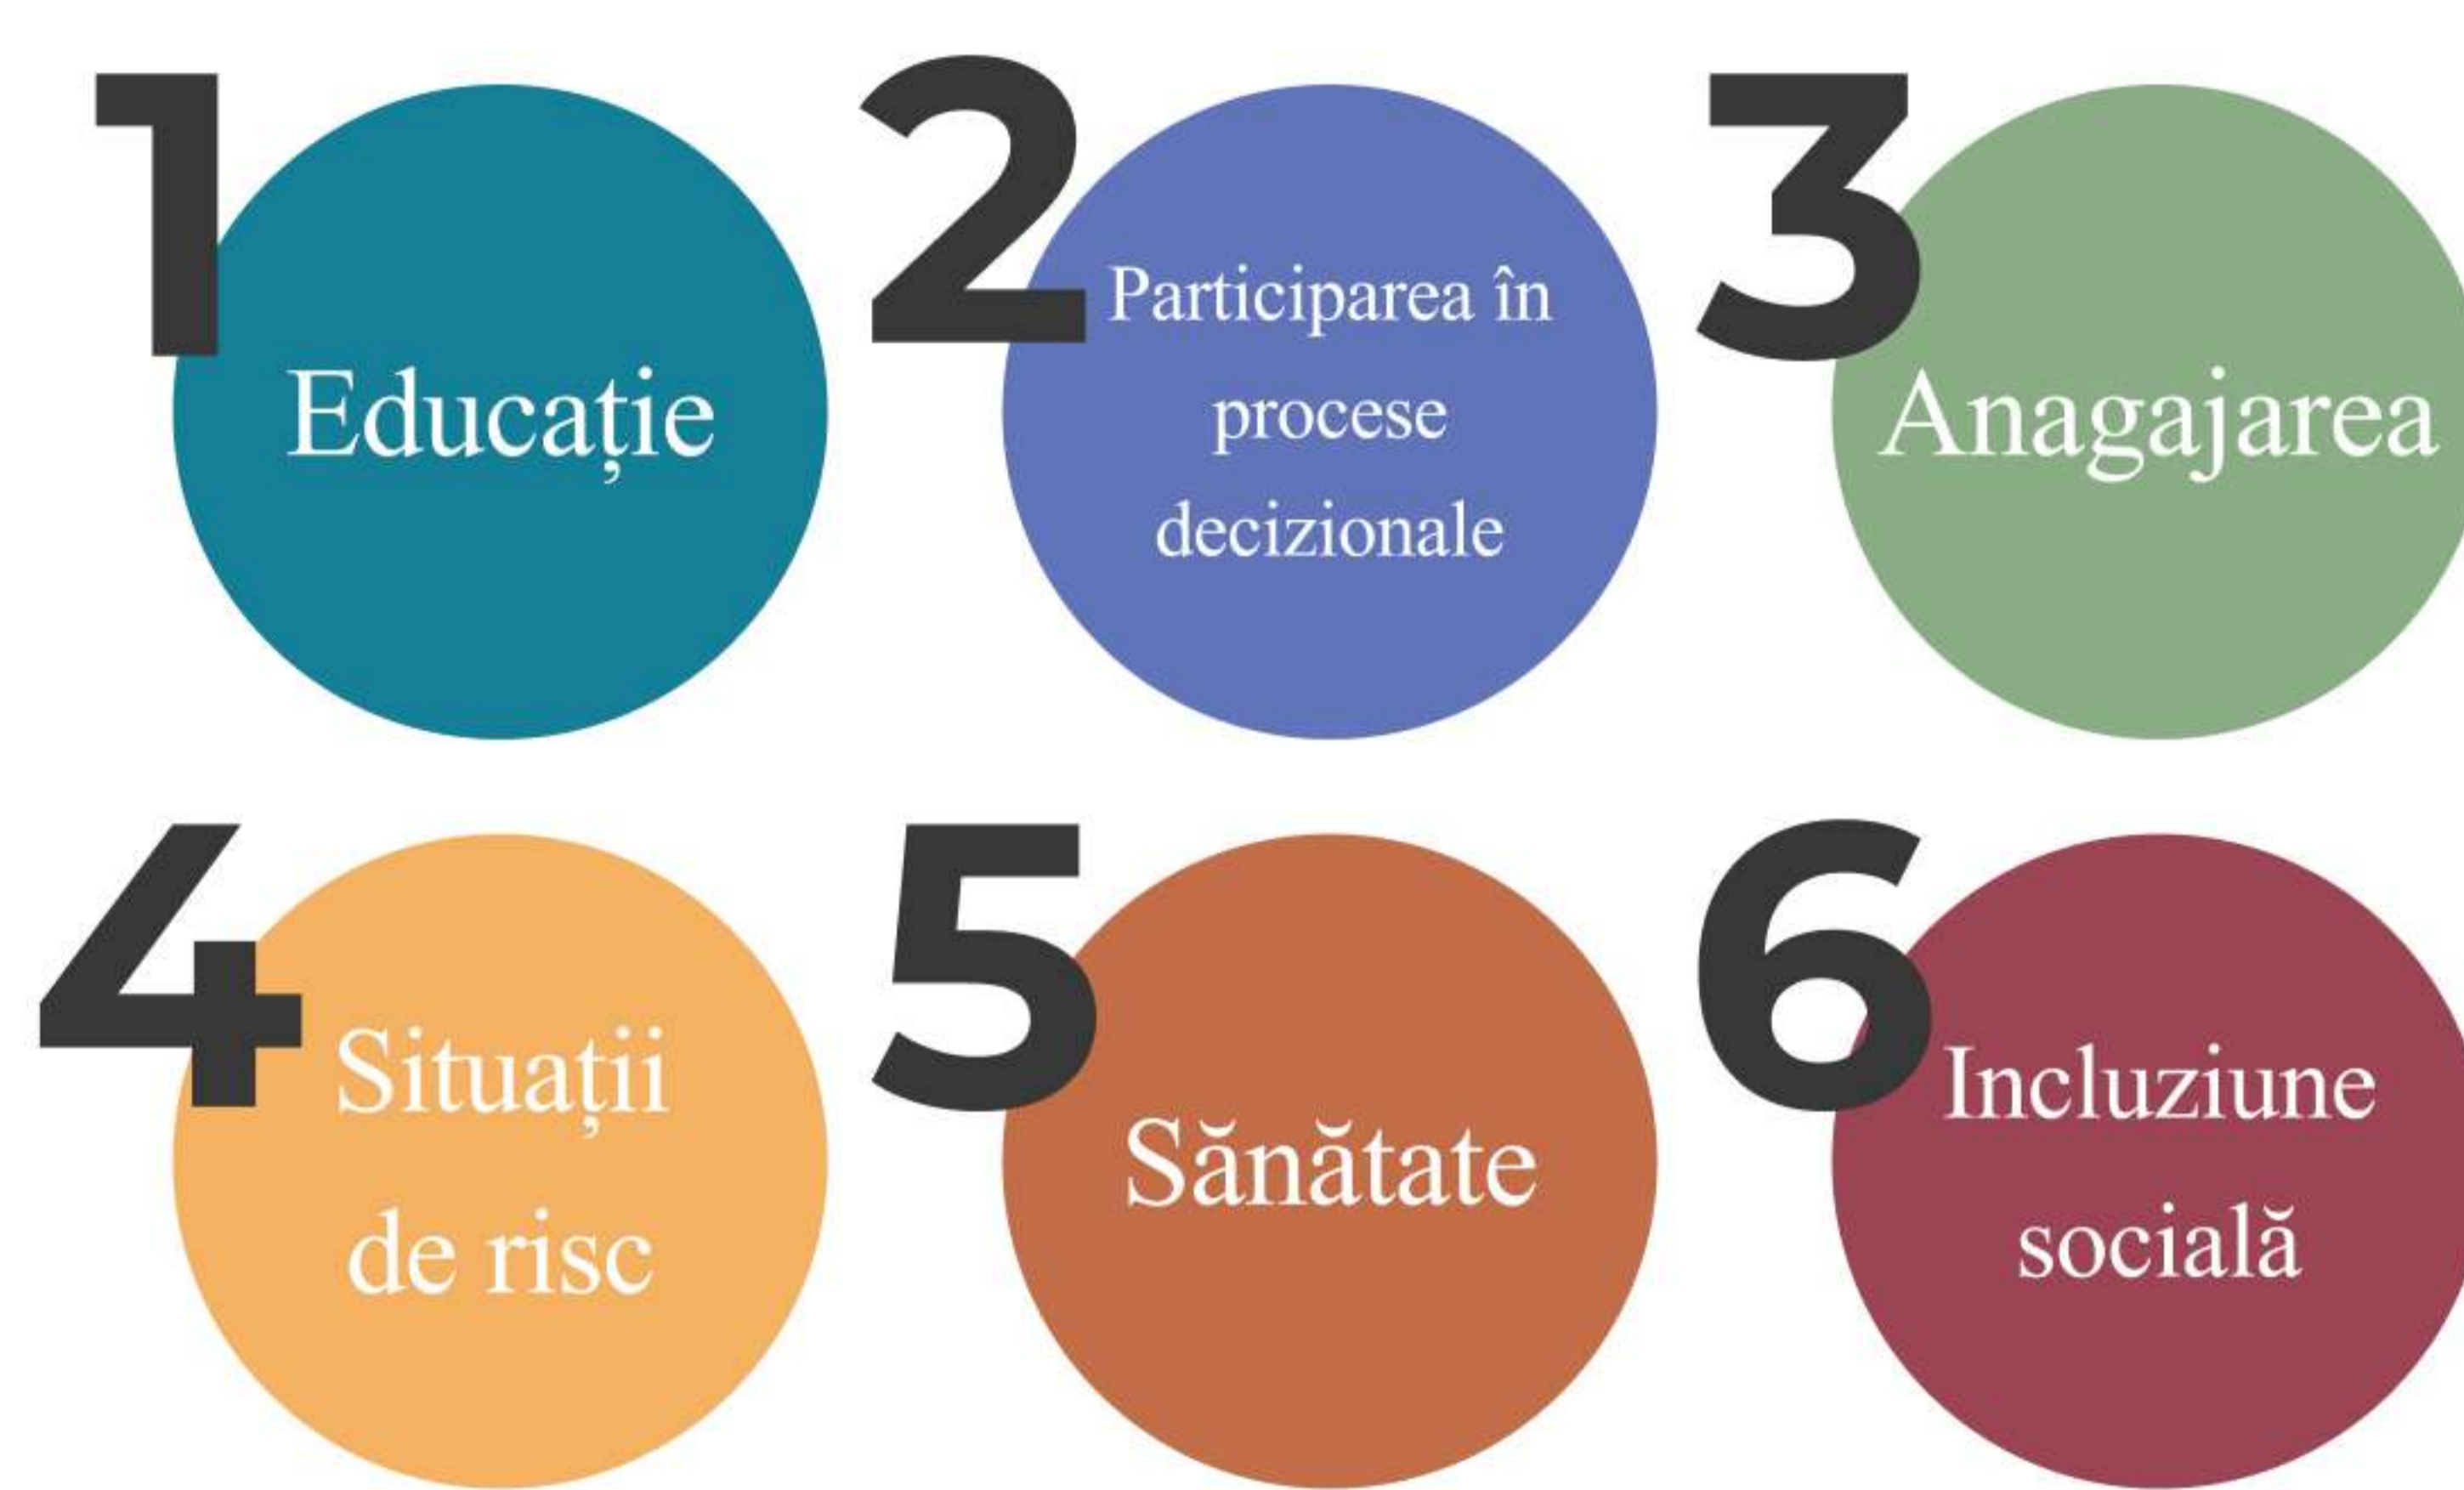 1
Educație
2
Participarea în
procese
decizionale
3
Anagajarea
4
Situații
de risc
5
Sănătate
6
Incluziune
socială